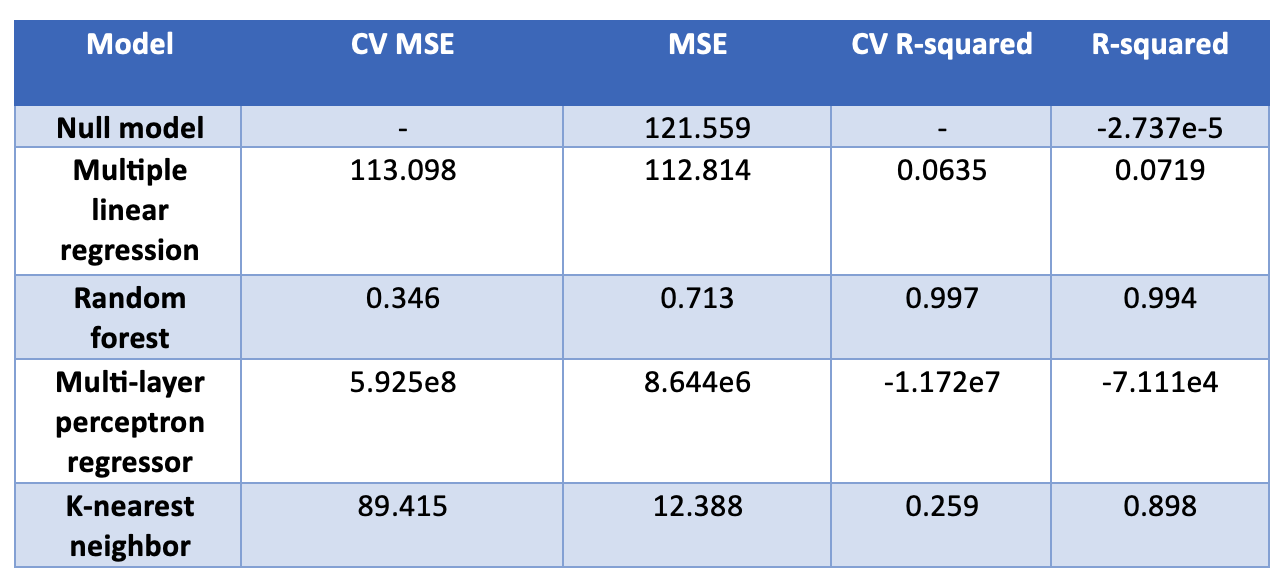 Model CV MSE MSE CV R-squared R-squared
Null model - 121.559 - -2.737e-5
Multiple 113.098 112.814 0.0635 0.0719
linear
regression
Random 0.346 0.713 0.997 0.994
forest
Multi-layer 5.925e8 8.644e6 -1.172e7 -7.111e4
perceptron
regressor
K-nearest 89.415 12.388 0.259 0.898
neighbor